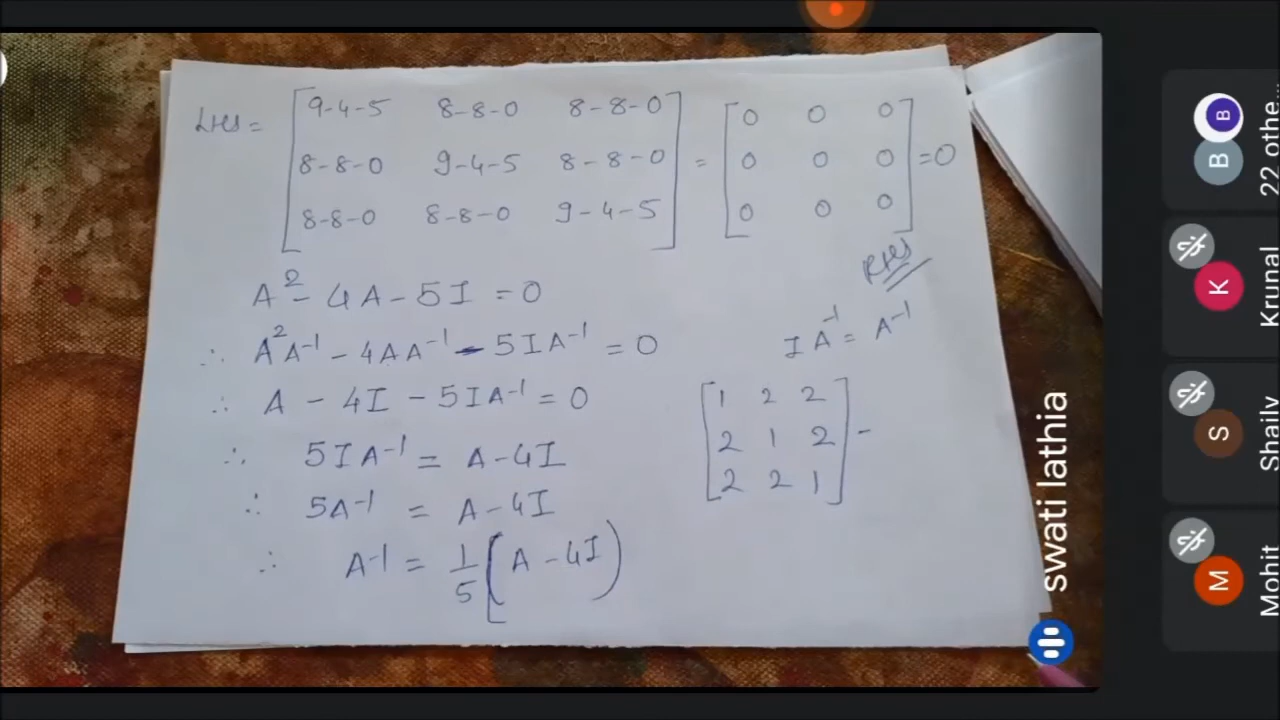 LHS = [ 9-4-5 8-8-0 8-8-0 ] = [ 0 0 0 ] = 0
8-8-0 9-4-5 8-8-0 0 0 0
8-8-0 8-8-0 9-4-5 0 0 0
RHS
A² - 4A - 5I = 0
∴ A²A⁻¹ - 4AA⁻¹ - 5IA⁻¹ = 0
∴ A - 4I - 5IA⁻¹ = 0
∴ 5IA⁻¹ = A - 4I
∴ 5A⁻¹ = A - 4I
∴ A⁻¹ = 1/5 [(A - 4I)
IA⁻¹ = A⁻¹
[ 1 2 2 ] -
2 1 2
2 2 1
swati lathia
B
B
22 othe...
K
Krunal
S
Shailv
M
Mohit